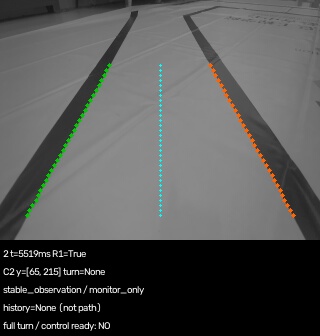 2 t=5519ms R1=True
C2 y=[65, 215] turn=None
stable_observation / monitor_only
history=None (not path)
full turn / control ready: NO